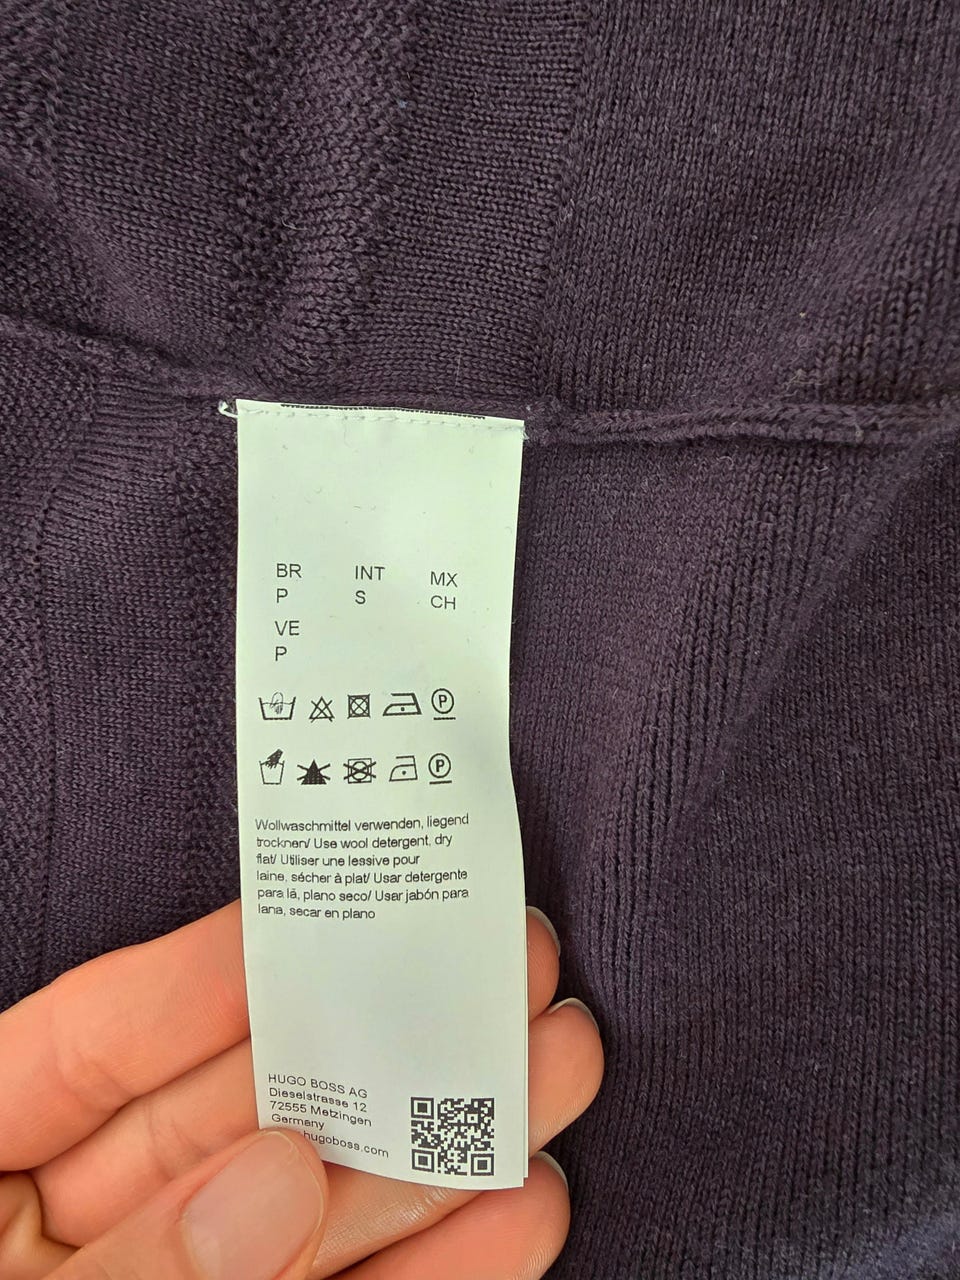 BR INT MX
P S CH
VE
P
P
P
Wollwaschmittel verwenden, liegend
trocknen/ Use wool detergent, dry
flat/ Utiliser une lessive pour
laine, sécher à plat/ Usar detergente
para lã, plano seco/ Usar jabón para
lana, secar en plano
HUGO BOSS AG
Dieselstrasse 12
72555 Metzingen
Germany
hugoboss.com